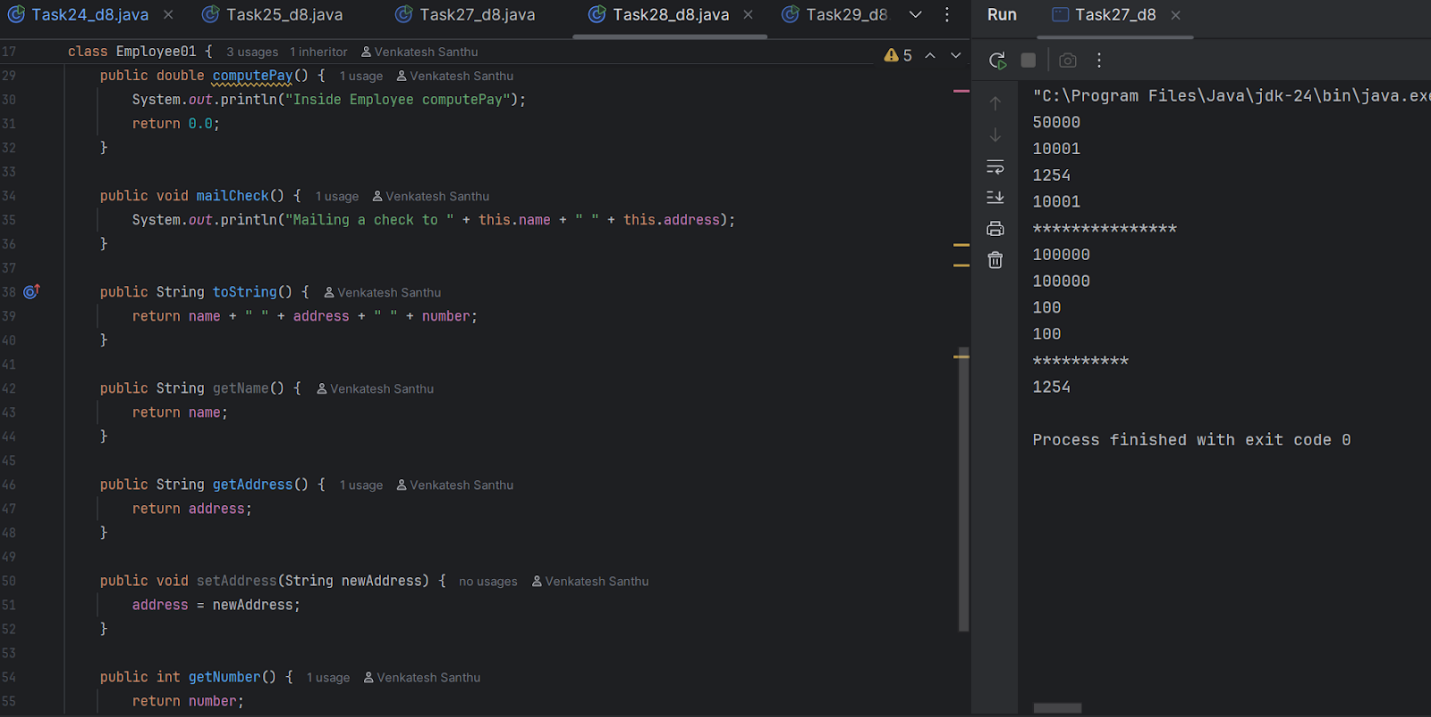 Task24_d8.java Task25_d8.java Task27_d8.java Task28_d8.java Task29_d8. Run Task27_d8
17 class Employee01 { 3 usages 1 inheritor Venkatesh Santhu 5
29 public double computePay() { 1 usage Venkatesh Santhu
30 System.out.println("Inside Employee computePay");
31 return 0.0;
32 }
33
34 public void mailCheck() { 1 usage Venkatesh Santhu
35 System.out.println("Mailing a check to " + this.name + " " + this.address);
36 }
37
38 public String toString() { Venkatesh Santhu
39 return name + " " + address + " " + number;
40 }
41
42 public String getName() { Venkatesh Santhu
43 return name;
44 }
45
46 public String getAddress() { 1 usage Venkatesh Santhu
47 return address;
48 }
49
50 public void setAddress(String newAddress) { no usages Venkatesh Santhu
51 address = newAddress;
52 }
53
54 public int getNumber() { 1 usage Venkatesh Santhu
55 return number;
"C:\Program Files\Java\jdk-24\bin\java.exe
50000
10001
1254
10001
***************
100000
100000
100
100
**********
1254
Process finished with exit code 0